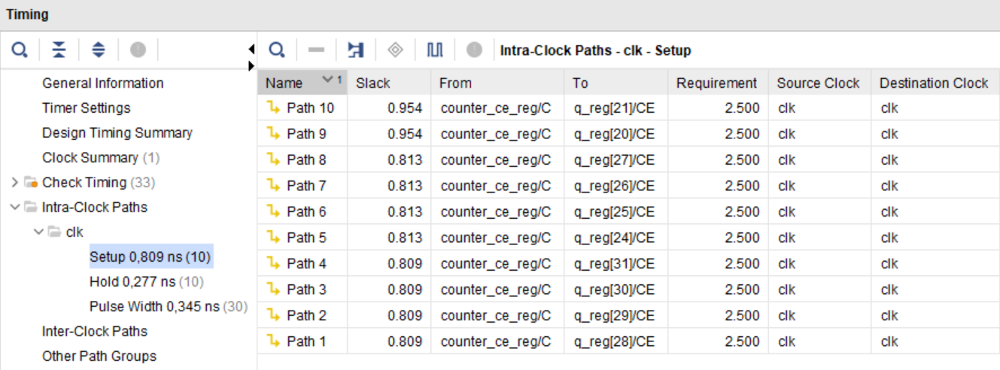 Timing
Intra-Clock Paths - clk - Setup
General Information
Timer Settings
Design Timing Summary
Clock Summary (1)
Check Timing (33)
Intra-Clock Paths
clk
Setup 0,809 ns (10)
Hold 0,277 ns (10)
Pulse Width 0,345 ns (30)
Inter-Clock Paths
Other Path Groups
Name 1 Slack From To Requirement Source Clock Destination Clock
Path 10 0.954 counter_ce_reg/C q_reg[21]/CE 2.500 clk clk
Path 9 0.954 counter_ce_reg/C q_reg[20]/CE 2.500 clk clk
Path 8 0.813 counter_ce_reg/C q_reg[27]/CE 2.500 clk clk
Path 7 0.813 counter_ce_reg/C q_reg[26]/CE 2.500 clk clk
Path 6 0.813 counter_ce_reg/C q_reg[25]/CE 2.500 clk clk
Path 5 0.813 counter_ce_reg/C q_reg[24]/CE 2.500 clk clk
Path 4 0.809 counter_ce_reg/C q_reg[31]/CE 2.500 clk clk
Path 3 0.809 counter_ce_reg/C q_reg[30]/CE 2.500 clk clk
Path 2 0.809 counter_ce_reg/C q_reg[29]/CE 2.500 clk clk
Path 1 0.809 counter_ce_reg/C q_reg[28]/CE 2.500 clk clk